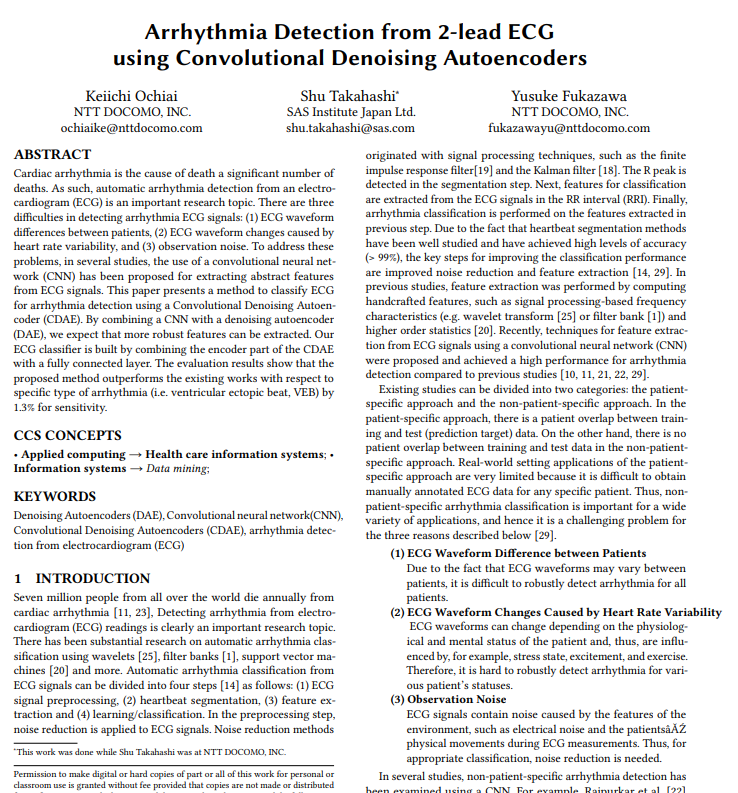 Arrhythmia Detection from 2-lead ECG
using Convolutional Denoising Autoencoders
Keiichi Ochiai
NTT DOCOMO, INC.
ochiaike@nttdocomo.com
Shu Takahashi*
SAS Institute Japan Ltd.
shu.takahashi@sas.com
Yusuke Fukazawa
NTT DOCOMO, INC.
fukazawayu@nttdocomo.com
ABSTRACT
Cardiac arrhythmia is the cause of death a significant number of
deaths. As such, automatic arrhythmia detection from an electro-
cardiogram (ECG) is an important research topic. There are three
difficulties in detecting arrhythmia ECG signals: (1) ECG waveform
differences between patients, (2) ECG waveform changes caused by
heart rate variability, and (3) observation noise. To address these
problems, in several studies, the use of a convolutional neural net-
work (CNN) has been proposed for extracting abstract features
from ECG signals. This paper presents a method to classify ECG
for arrhythmia detection using a Convolutional Denoising Autoen-
coder (CDAE). By combining a CNN with a denoising autoencoder
(DAE), we expect that more robust features can be extracted. Our
ECG classifier is built by combining the encoder part of the CDAE
with a fully connected layer. The evaluation results show that the
proposed method outperforms the existing works with respect to
specific type of arrhythmia (i.e. ventricular ectopic beat, VEB) by
1.3% for sensitivity.
CCS CONCEPTS
• Applied computing → Health care information systems; •
Information systems → Data mining;
KEYWORDS
Denoising Autoencoders (DAE), Convolutional neural network(CNN),
Convolutional Denoising Autoencoders (CDAE), arrhythmia detec-
tion from electrocardiogram (ECG)
1 INTRODUCTION
Seven million people from all over the world die annually from
cardiac arrhythmia [11, 23], Detecting arrhythmia from electro-
cardiogram (ECG) readings is clearly an important research topic.
There has been substantial research on automatic arrhythmia clas-
sification using wavelets [25], filter banks [1], support vector ma-
chines [20] and more. Automatic arrhythmia classification from
ECG signals can be divided into four steps [14] as follows: (1) ECG
signal preprocessing, (2) heartbeat segmentation, (3) feature ex-
traction and (4) learning/classification. In the preprocessing step,
noise reduction is applied to ECG signals. Noise reduction methods
*This work was done while Shu Takahashi was at NTT DOCOMO, INC.
Permission to make digital or hard copies of part or all of this work for personal or
classroom use is granted without fee provided that copies are not made or distributed
originated with signal processing techniques, such as the finite
impulse response filter[19] and the Kalman filter [18]. The R peak is
detected in the segmentation step. Next, features for classification
are extracted from the ECG signals in the RR interval (RRI). Finally,
arrhythmia classification is performed on the features extracted in
previous step. Due to the fact that heartbeat segmentation methods
have been well studied and have achieved high levels of accuracy
(> 99%), the key steps for improving the classification performance
are improved noise reduction and feature extraction [14, 29]. In
previous studies, feature extraction was performed by computing
handcrafted features, such as signal processing-based frequency
characteristics (e.g. wavelet transform [25] or filter bank [1]) and
higher order statistics [20]. Recently, techniques for feature extrac-
tion from ECG signals using a convolutional neural network (CNN)
were proposed and achieved a high performance for arrhythmia
detection compared to previous studies [10, 11, 21, 22, 29].
Existing studies can be divided into two categories: the patient-
specific approach and the non-patient-specific approach. In the
patient-specific approach, there is a patient overlap between train-
ing and test (prediction target) data. On the other hand, there is no
patient overlap between training and test data in the non-patient-
specific approach. Real-world setting applications of the patient-
specific approach are very limited because it is difficult to obtain
manually annotated ECG data for any specific patient. Thus, non-
patient-specific arrhythmia classification is important for a wide
variety of applications, and hence it is a challenging problem for
the three reasons described below [29].
(1) ECG Waveform Difference between Patients
Due to the fact that ECG waveforms may vary between
patients, it is difficult to robustly detect arrhythmia for all
patients.
(2) ECG Waveform Changes Caused by Heart Rate Variability
ECG waveforms can change depending on the physiolog-
ical and mental status of the patient and, thus, are influ-
enced by, for example, stress state, excitement, and exercise.
Therefore, it is hard to robustly detect arrhythmia for vari-
ous patient's statuses.
(3) Observation Noise
ECG signals contain noise caused by the features of the
environment, such as electrical noise and the patientsâĂŹ
physical movements during ECG measurements. Thus, for
appropriate classification, noise reduction is needed.
In several studies, non-patient-specific arrhythmia detection has
been examined using a CNN. For example, Rajpurkar et al. [22]